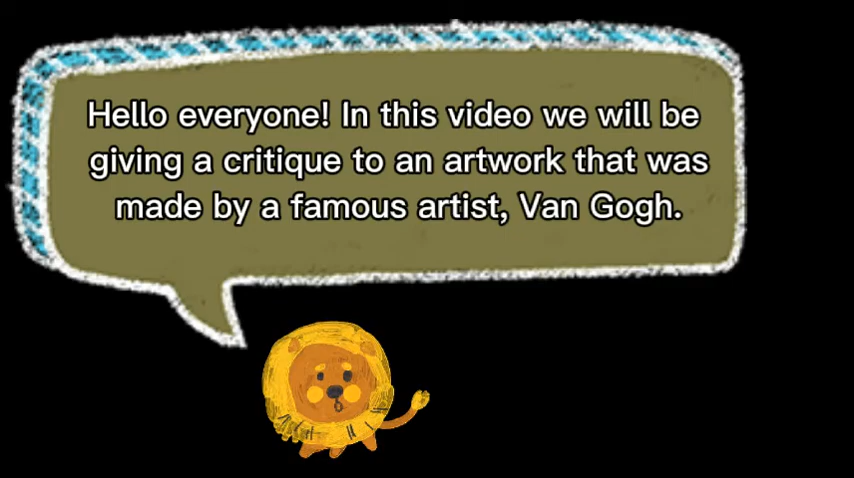 Hello everyone! In this video we will be
giving a critique to an artwork that was
made by a famous artist, Van Gogh.